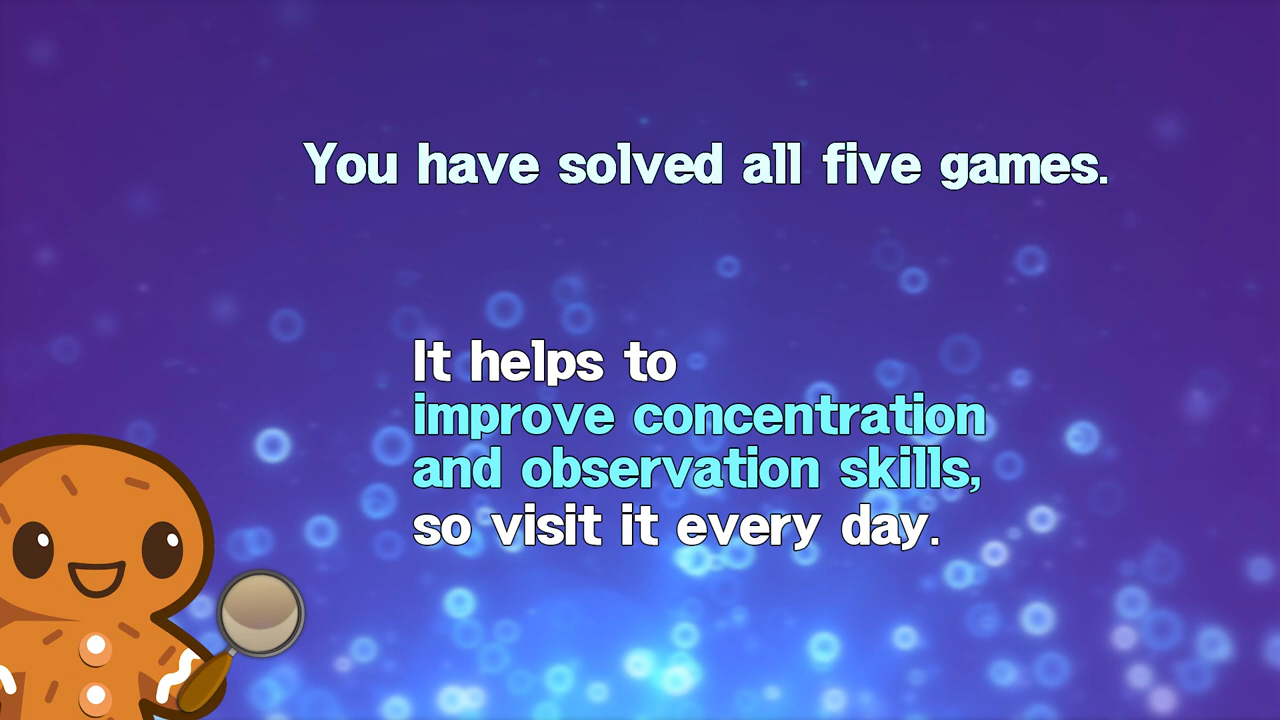 You have solved all five games.
It helps to
improve concentration
and observation skills,
so visit it every day.